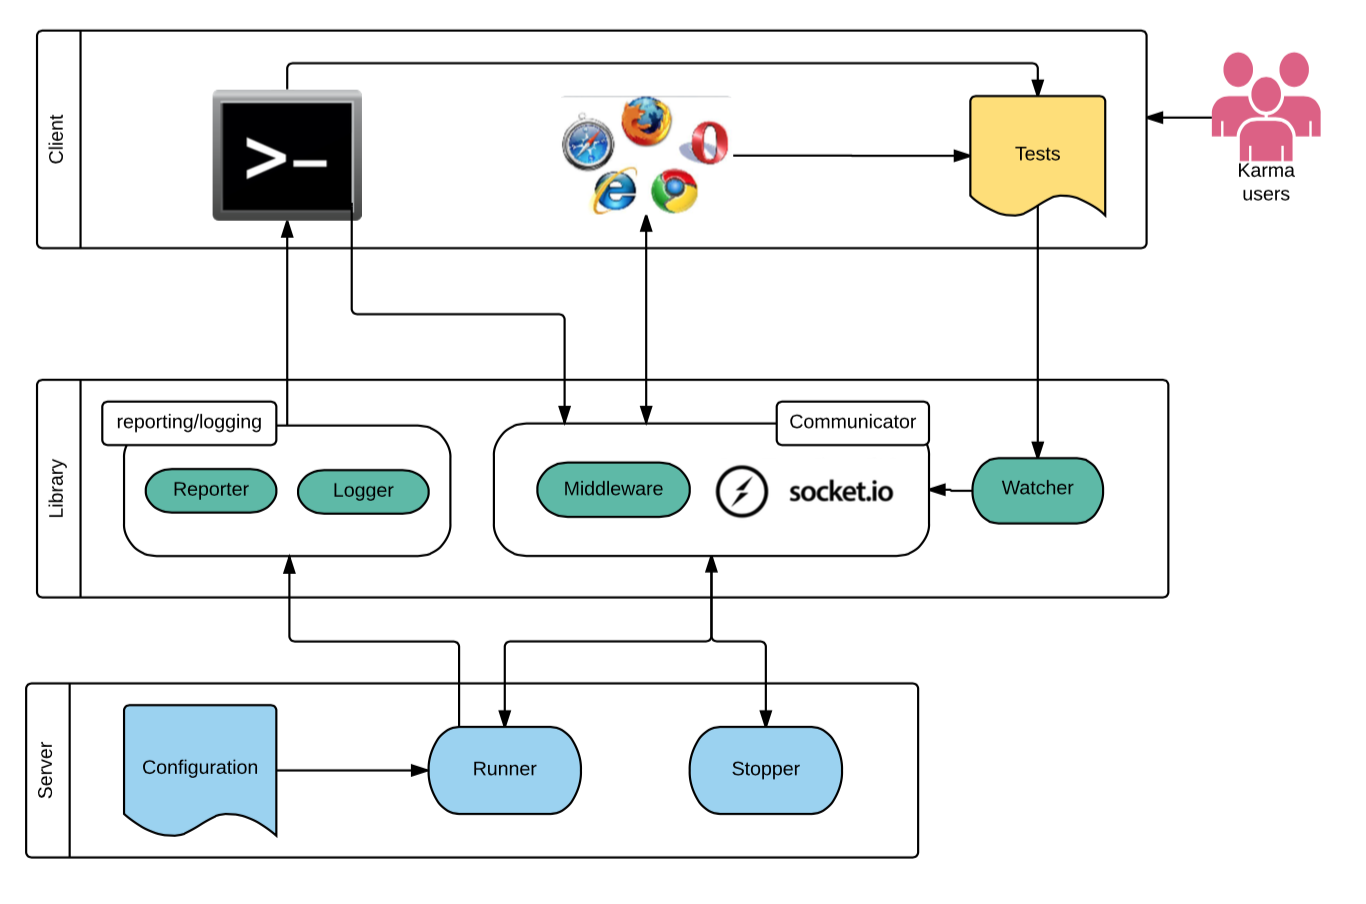 Client
>_
Tests
Karma
users
Library
reporting/logging
Communicator
Reporter
Logger
Middleware
socket.io
Watcher
Server
Configuration
Runner
Stopper